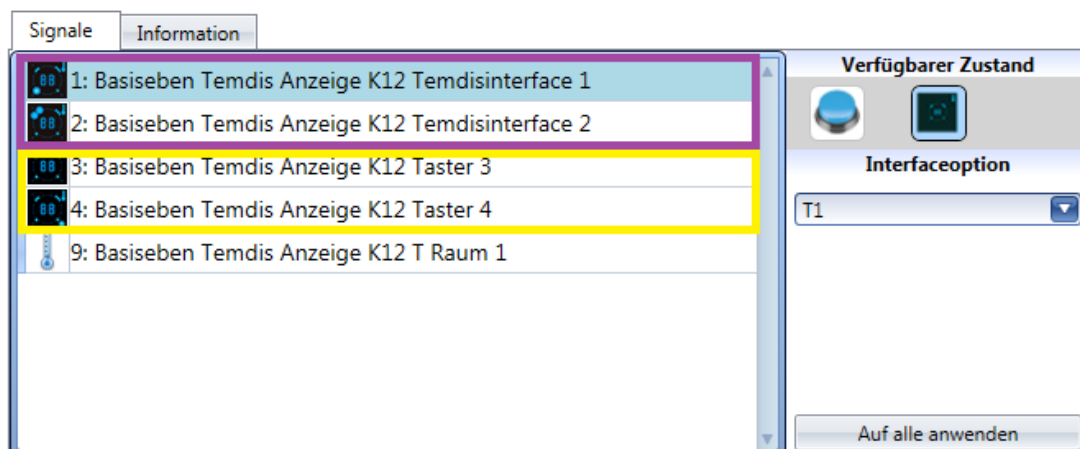 Signale
Information
1: Basiseben Temdis Anzeige K12 Temdisinterface 1
2: Basiseben Temdis Anzeige K12 Temdisinterface 2
3: Basiseben Temdis Anzeige K12 Taster 3
4: Basiseben Temdis Anzeige K12 Taster 4
9: Basiseben Temdis Anzeige K12 T Raum 1
Verfügbarer Zustand
Interfaceoption
T1
Auf alle anwenden